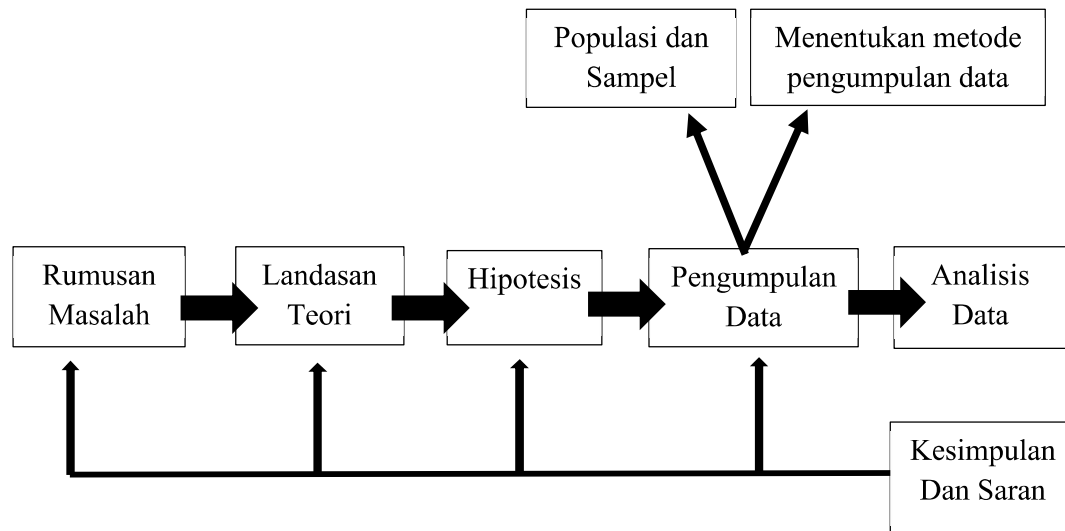 Populasi dan
Sampel
Menentukan metode
pengumpulan data
Rumusan
Masalah
Landasan
Teori
Hipotesis
Pengumpulan
Data
Analisis
Data
Kesimpulan
Dan Saran